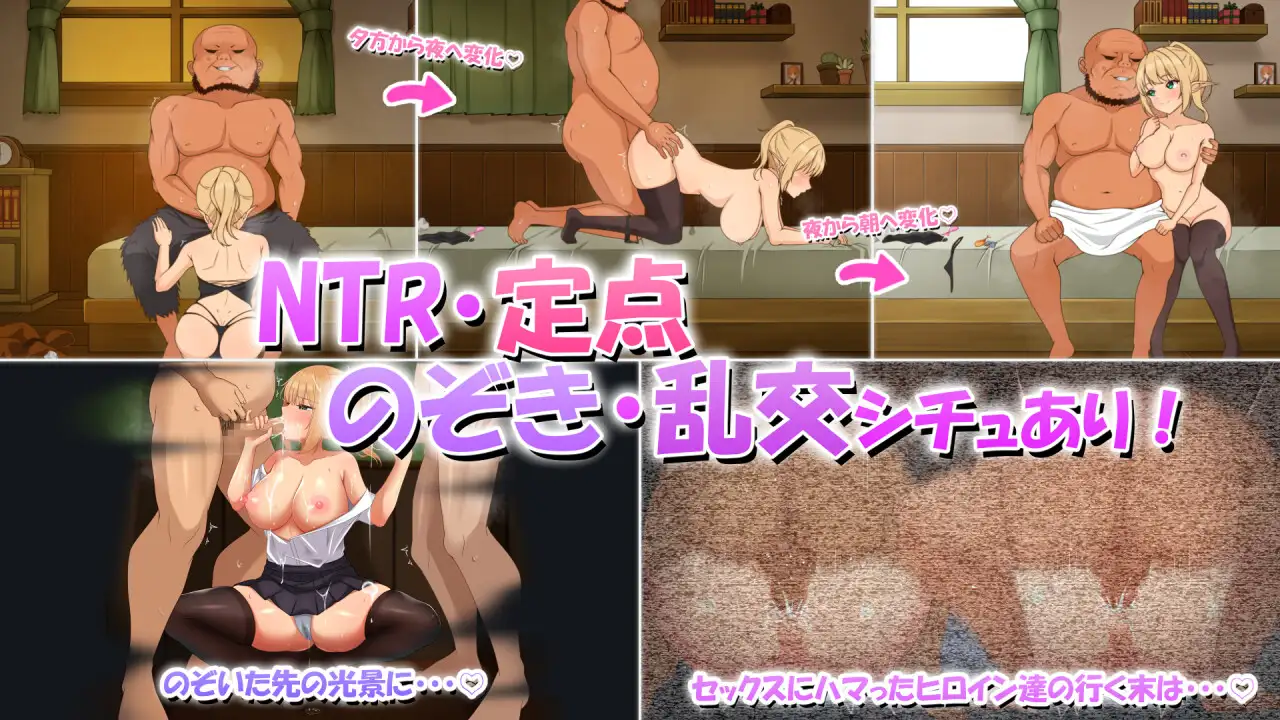 夕方から夜へ変化♡
夜から朝へ変化♡
NTR・定点
のぞき・乱交シチュあり！
のぞいた先の光景に・・・♡
セックスにハマったヒロイン達の行く末は・・・♡